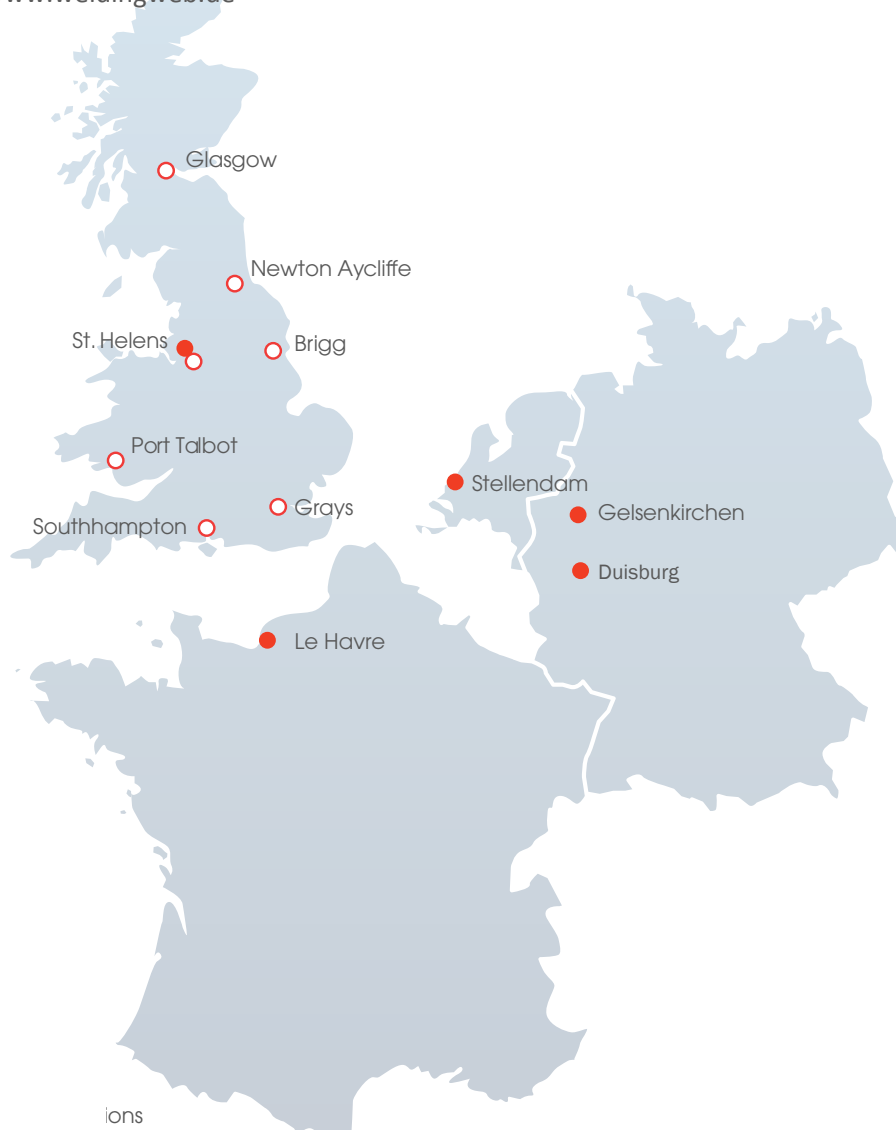 Glasgow
Newton Aycliffe
St. Helens
Brigg
Port Talbot
Stellendam
Grays
Gelsenkirchen
Southhampton
Duisburg
Le Havre
ions